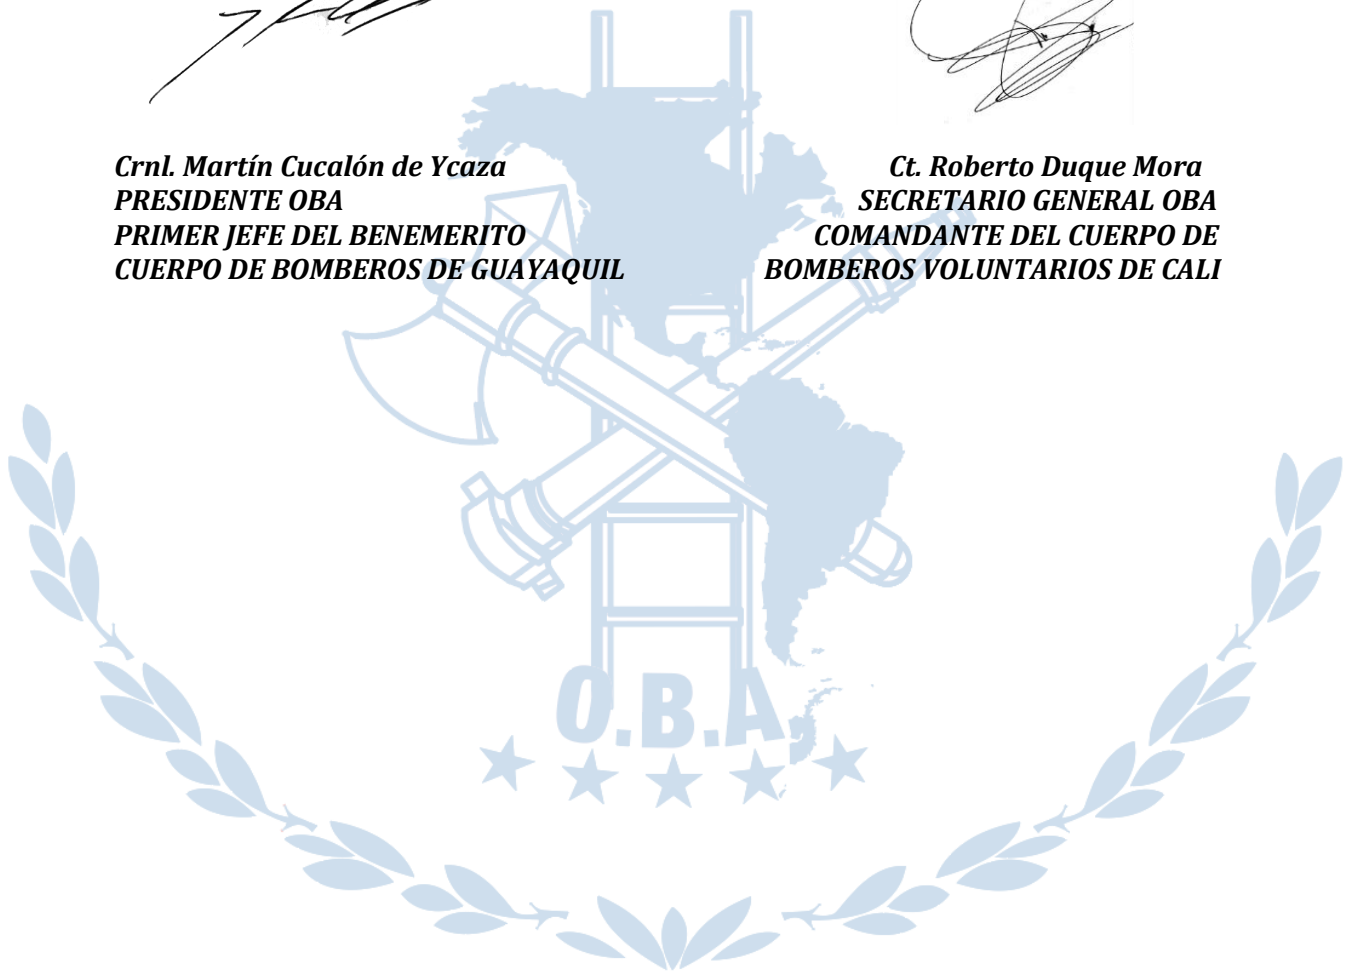 Crnl. Martín Cucalón de Ycaza
PRESIDENTE OBA
PRIMER JEFE DEL BENEMERITO
CUERPO DE BOMBEROS DE GUAYAQUIL
Ct. Roberto Duque Mora
SECRETARIO GENERAL OBA
COMANDANTE DEL CUERPO DE
BOMBEROS VOLUNTARIOS DE CALI
O.B.A.